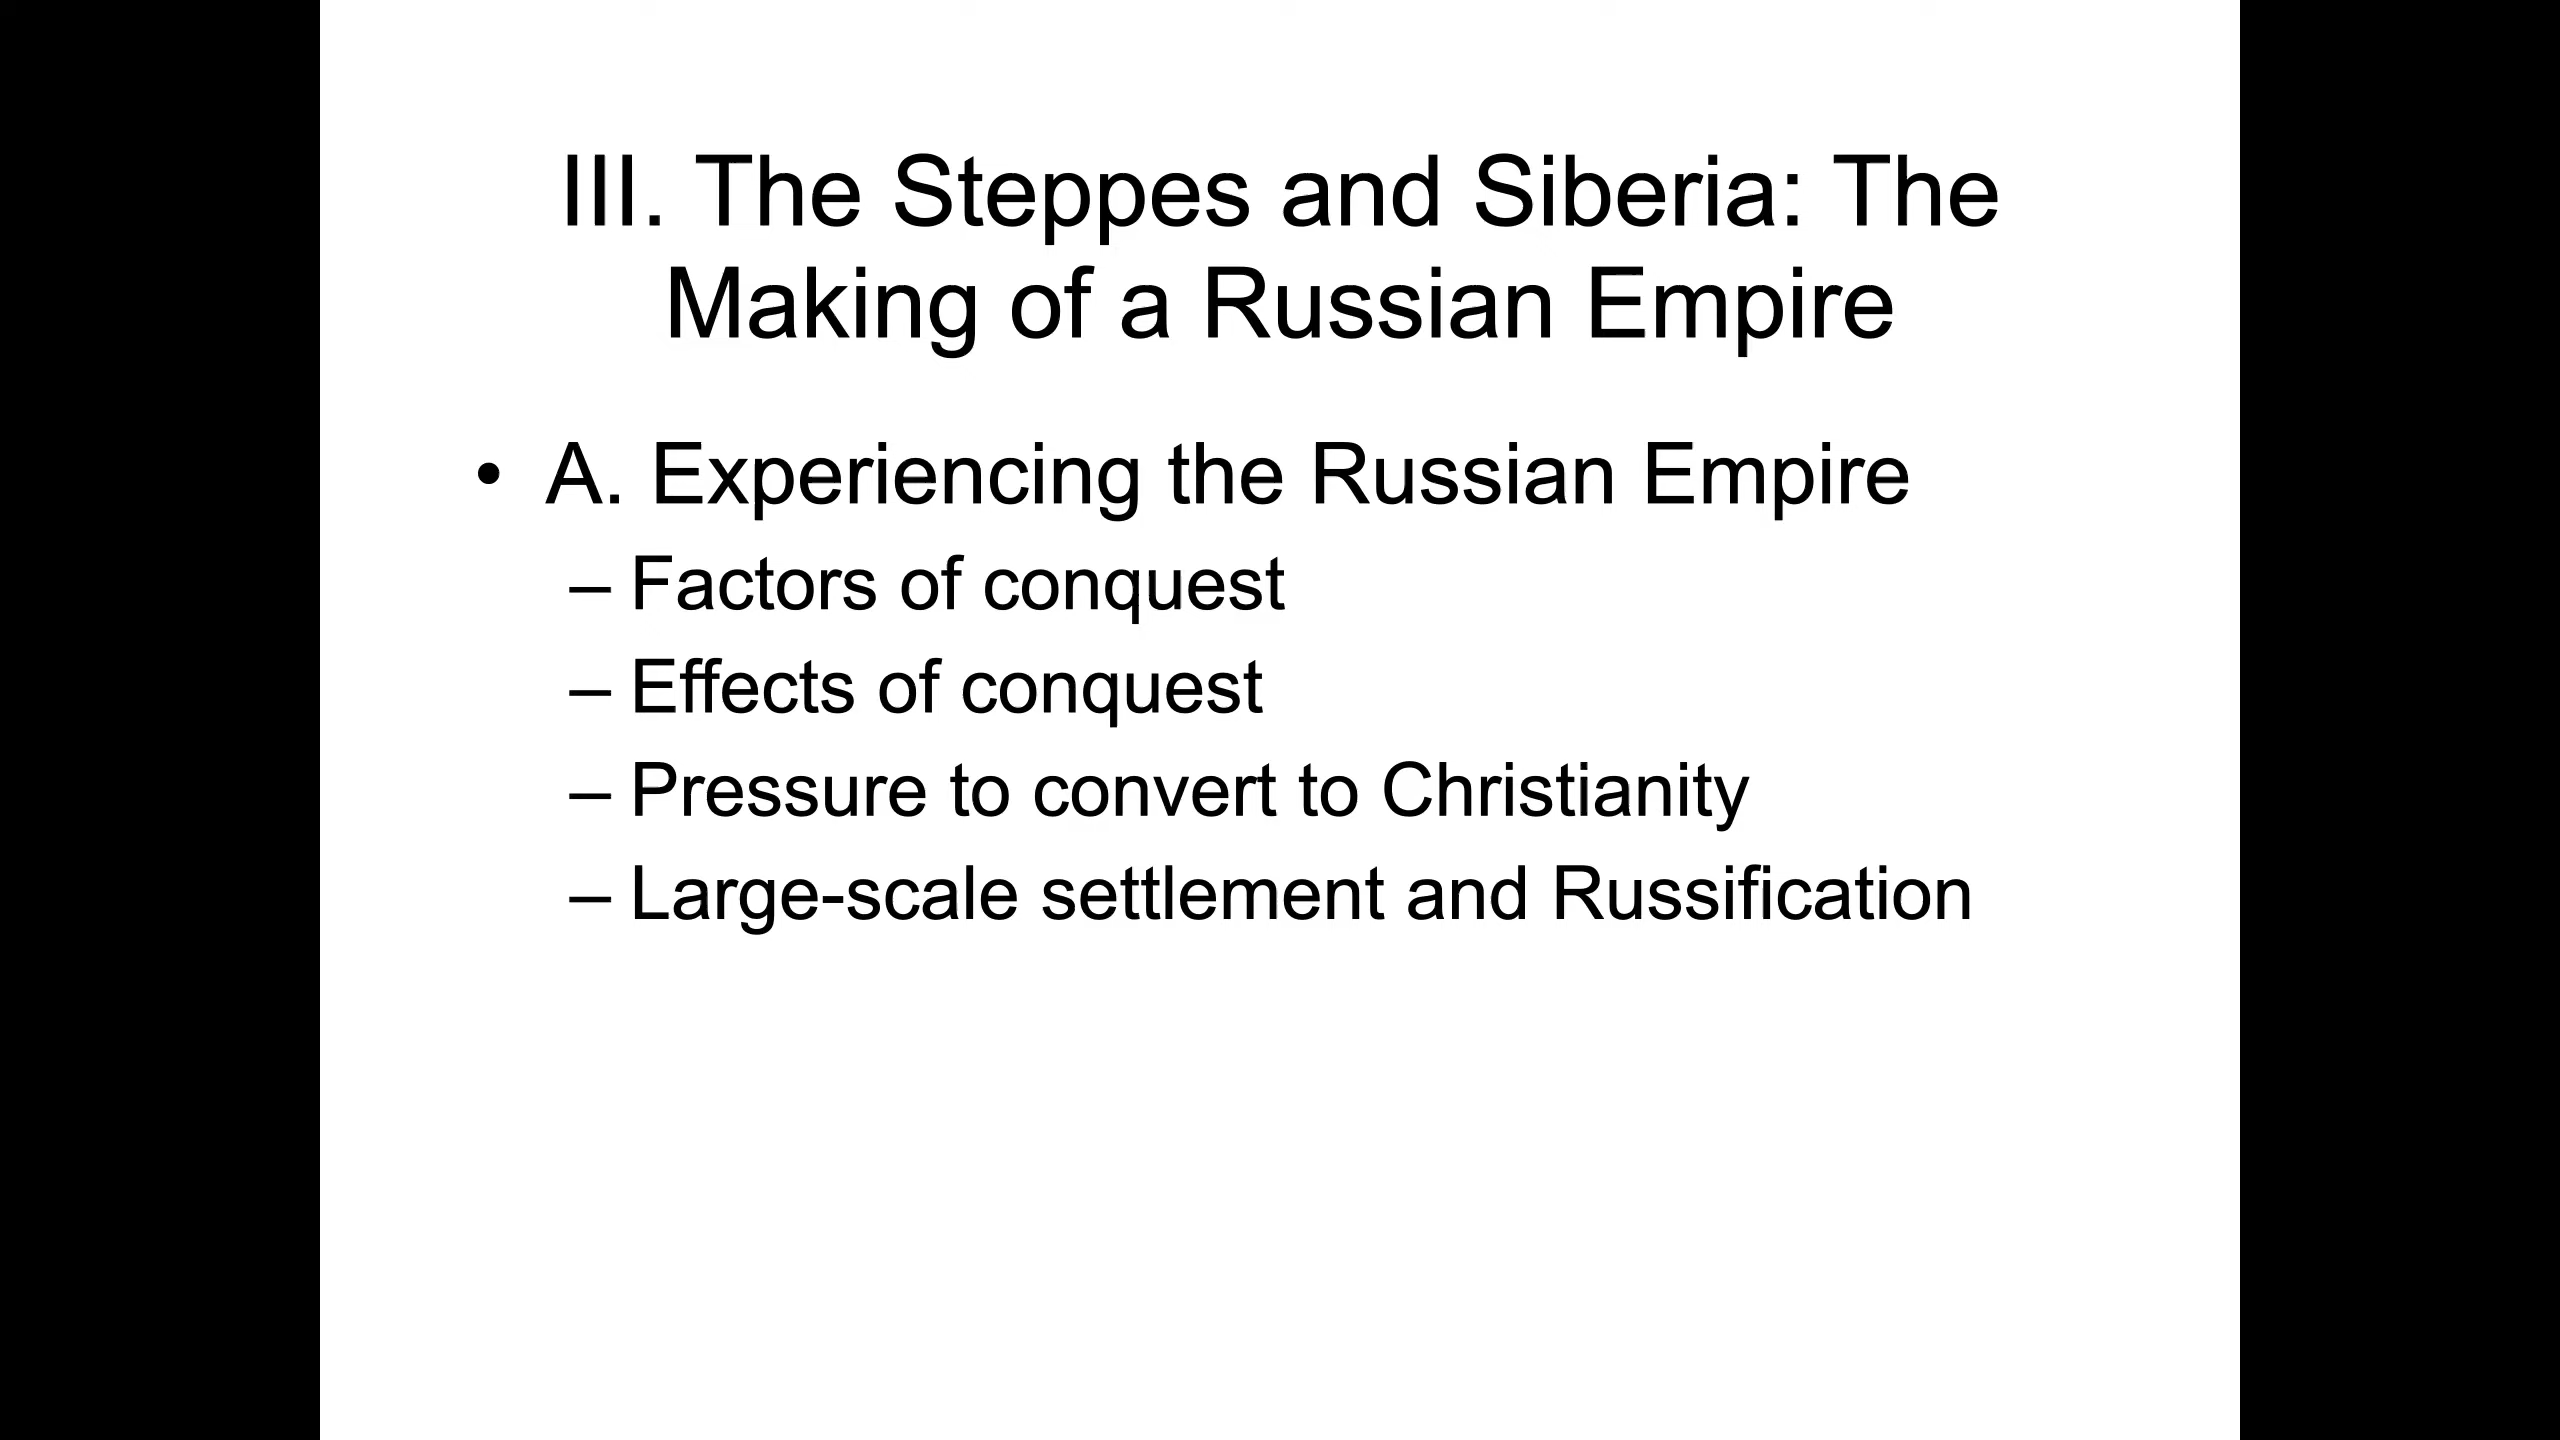 III. The Steppes and Siberia: The
Making of a Russian Empire
• A. Experiencing the Russian Empire
– Factors of conquest
– Effects of conquest
– Pressure to convert to Christianity
– Large-scale settlement and Russification